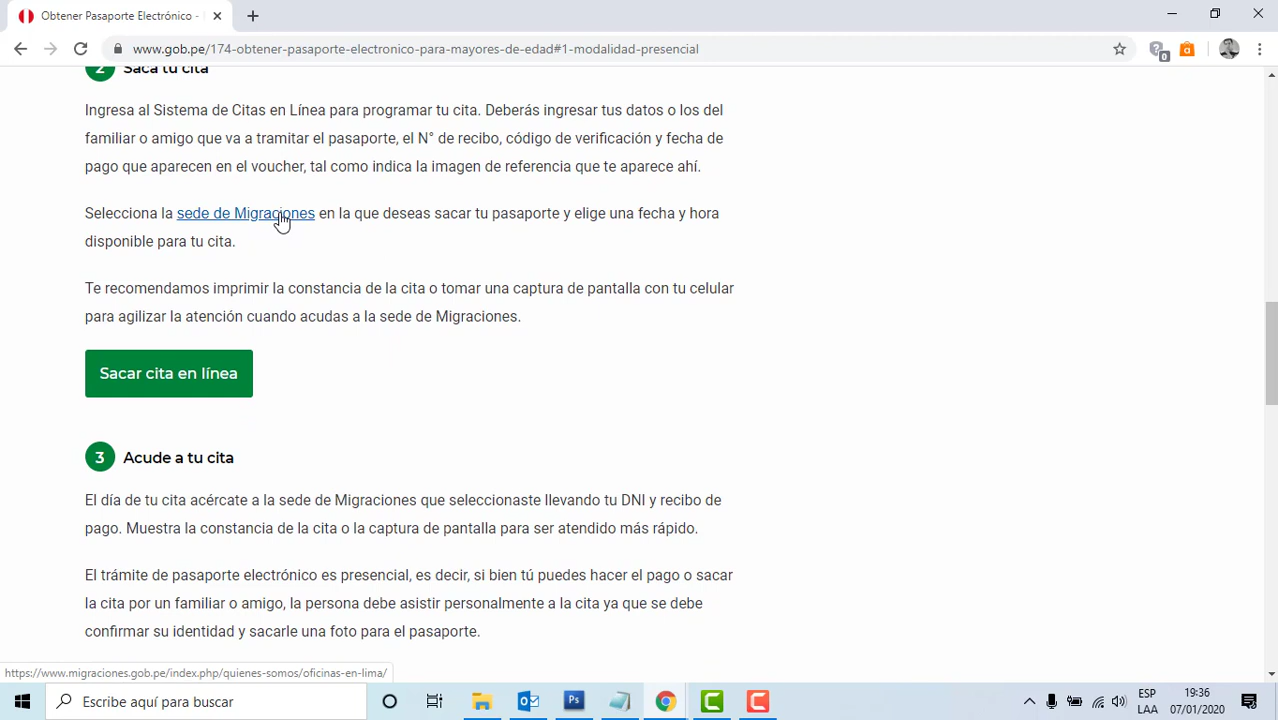 Obtener Pasaporte Electrónico -
www.gob.pe/174-obtener-pasaporte-electronico-para-mayores-de-edad#1-modalidad-presencial
0
2 Saca tu cita
Ingresa al Sistema de Citas en Línea para programar tu cita. Deberás ingresar tus datos o los del
familiar o amigo que va a tramitar el pasaporte, el N° de recibo, código de verificación y fecha de
pago que aparecen en el voucher, tal como indica la imagen de referencia que te aparece ahí.
Selecciona la sede de Migraciones en la que deseas sacar tu pasaporte y elige una fecha y hora
disponible para tu cita.
Te recomendamos imprimir la constancia de la cita o tomar una captura de pantalla con tu celular
para agilizar la atención cuando acudas a la sede de Migraciones.
Sacar cita en línea
3 Acude a tu cita
El día de tu cita acércate a la sede de Migraciones que seleccionaste llevando tu DNI y recibo de
pago. Muestra la constancia de la cita o la captura de pantalla para ser atendido más rápido.
El trámite de pasaporte electrónico es presencial, es decir, si bien tú puedes hacer el pago o sacar
la cita por un familiar o amigo, la persona debe asistir personalmente a la cita ya que se debe
confirmar su identidad y sacarle una foto para el pasaporte.
https://www.migraciones.gob.pe/index.php/quienes-somos/oficinas-en-lima/
Escribe aquí para buscar
Ps
ESP
LAA
19:36
07/01/2020